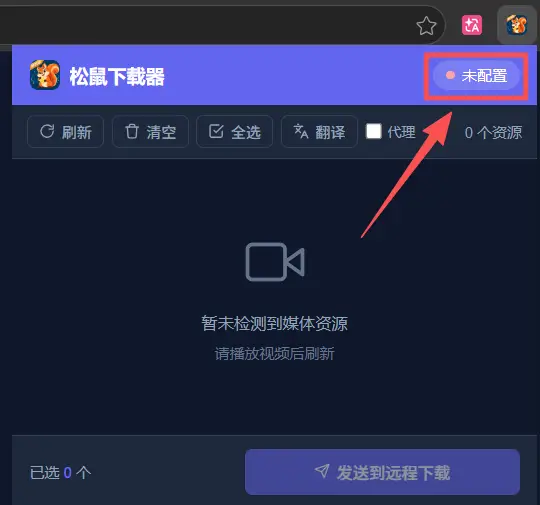 松鼠下载器
未配置
刷新 清空 全选 翻译 代理 0 个资源
暂未检测到媒体资源
请播放视频后刷新
已选 0 个 发送到远程下载